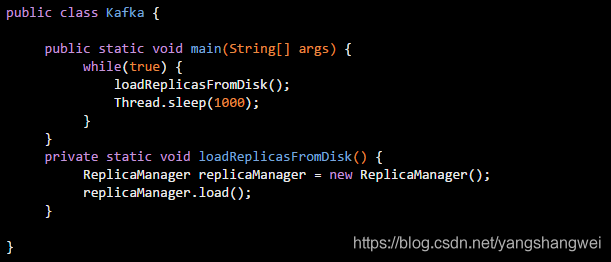 public class Kafka {
public static void main(String[] args) {
while(true) {
loadReplicasFromDisk();
Thread.sleep(1000);
}
}
private static void loadReplicasFromDisk() {
ReplicaManager replicaManager = new ReplicaManager();
replicaManager.load();
}
}
https://blog.csdn.net/yangshangwei